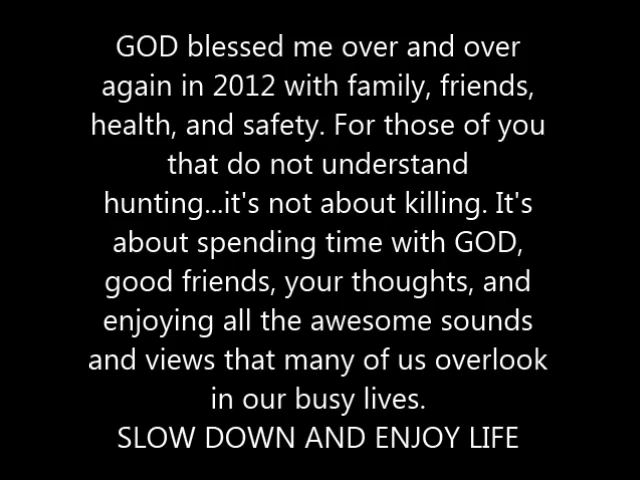 GOD blessed me over and over
again in 2012 with family, friends,
health, and safety. For those of you
that do not understand
hunting...it's not about killing. It's
about spending time with GOD,
good friends, your thoughts, and
enjoying all the awesome sounds
and views that many of us overlook
in our busy lives.
SLOW DOWN AND ENJOY LIFE